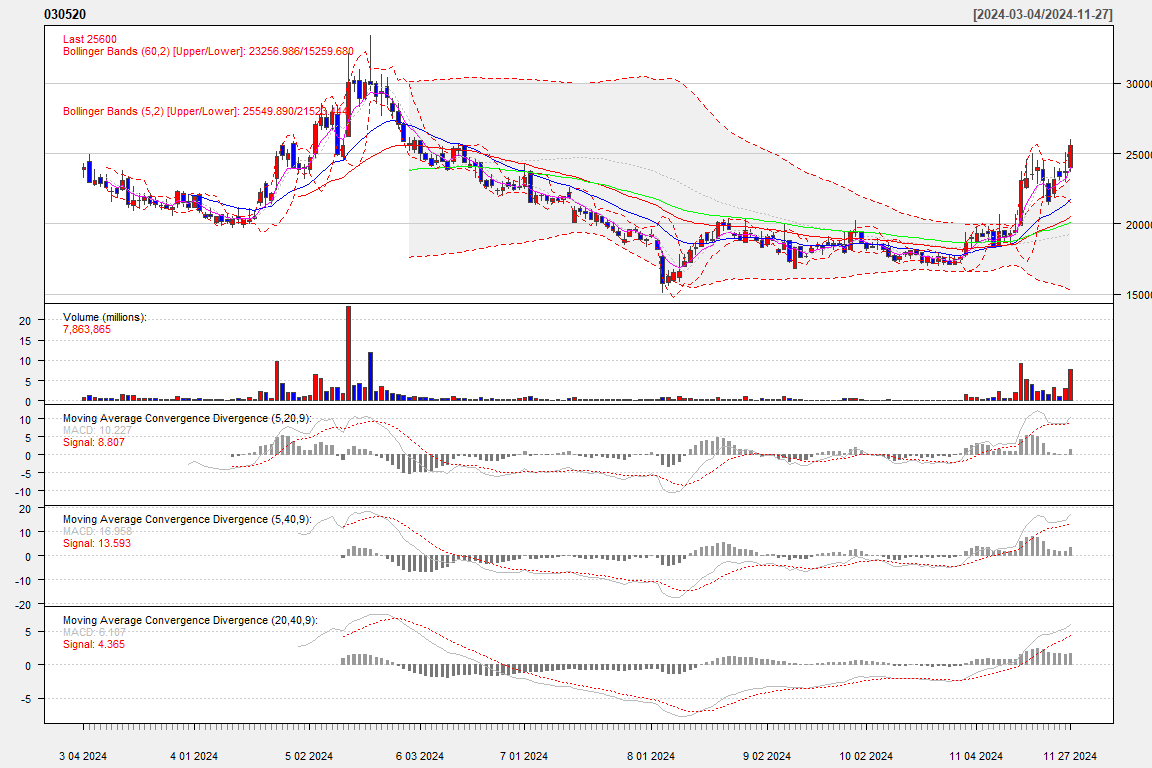 030520 [2024-03-04/2024-11-27]
Last 25600
Bollinger Bands (60,2) [Upper/Lower]: 23256.986/15259.680
Bollinger Bands (5,2) [Upper/Lower]:
30000
25000
20000
15000
Volume (millions):
7,863,865
20
15
10
5
0
Moving Average Convergence Divergence (5,20,9):
MACD: 10.227
Signal: 8.807
10
5
0
-5
-10
Moving Average Convergence Divergence (5,40,9):
MACD: 16.958
Signal: 13.593
20
10
0
-10
-20
Moving Average Convergence Divergence (20,40,9):
MACD: 6.107
Signal: 4.365
5
0
-5
3 04 2024 4 01 2024 5 02 2024 6 03 2024 7 01 2024 8 01 2024 9 02 2024 10 02 2024 11 04 2024 11 27 2024